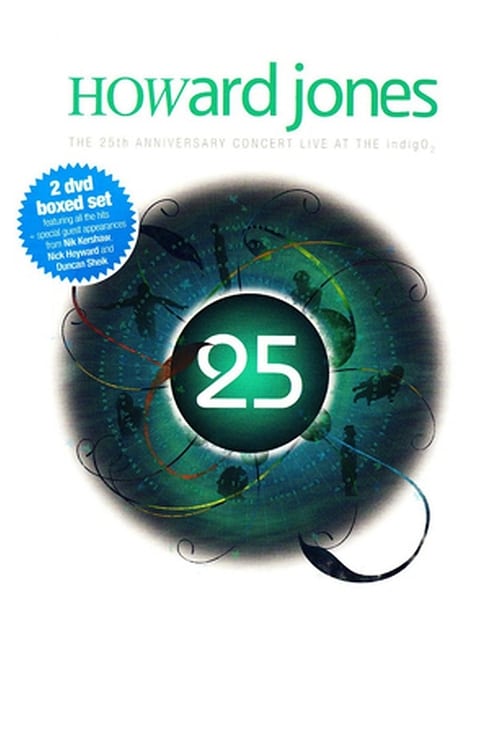 HOWard jones
THE 25th ANNIVERSARY CONCERT LIVE AT THE indigO₂
2 dvd
boxed set
featuring all the hits
+ special guest appearances
from Nik Kershaw,
Nick Heyward and
Duncan Sheik
25